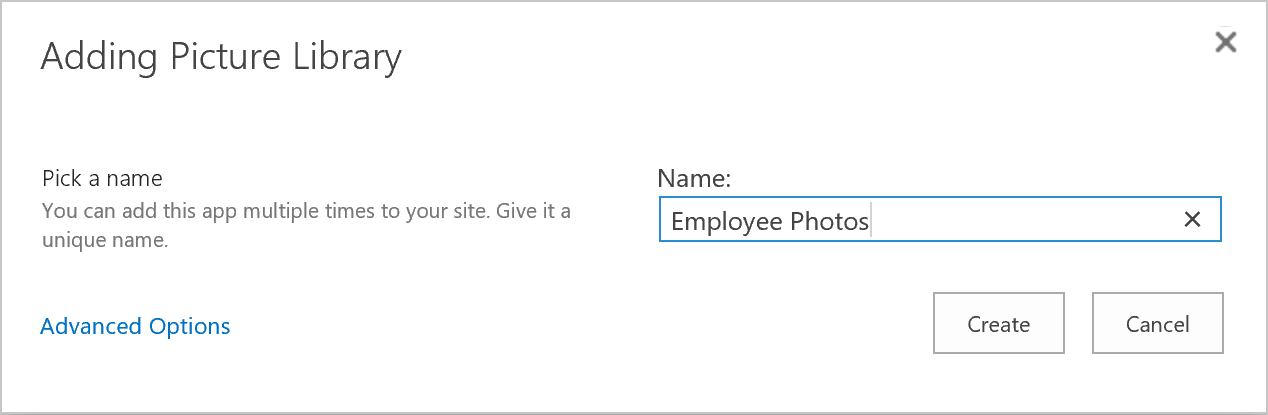 Adding Picture Library
Pick a name
You can add this app multiple times to your site. Give it a
unique name.
Name:
Employee Photos
Advanced Options
Create
Cancel